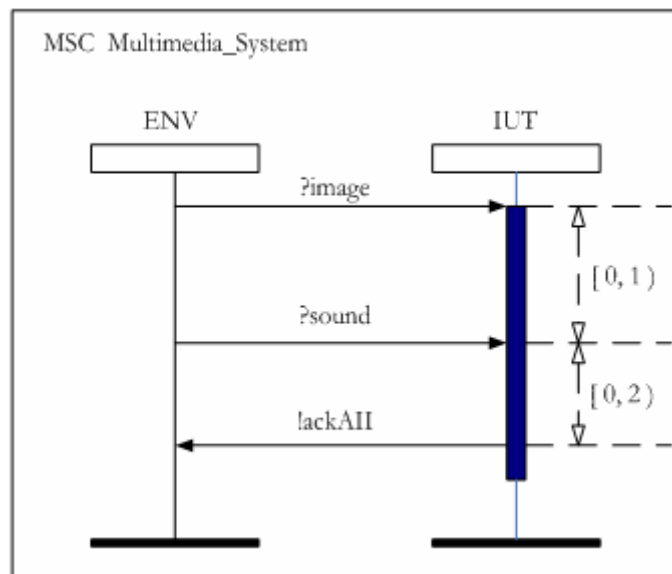 MSC Multimedia_System
ENV IUT
?image
[0, 1)
?sound
[0, 2)
!ackAll